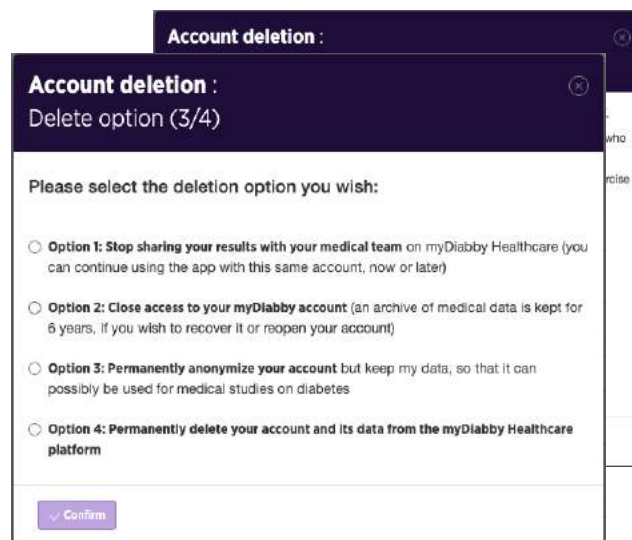 Account deletion :
who
rcise
Account deletion :
Delete option (3/4)
Please select the deletion option you wish:
Option 1: Stop sharing your results with your medical team on myDiabby Healthcare (you
can continue using the app with this same account, now or later)
Option 2: Close access to your myDiabby account (an archive of medical data is kept for
6 years, if you wish to recover it or reopen your account)
Option 3: Permanently anonymize your account but keep my data, so that it can
possibly be used for medical studies on diabetes
Option 4: Permanently delete your account and its data from the myDiabby Healthcare
platform
Confirm